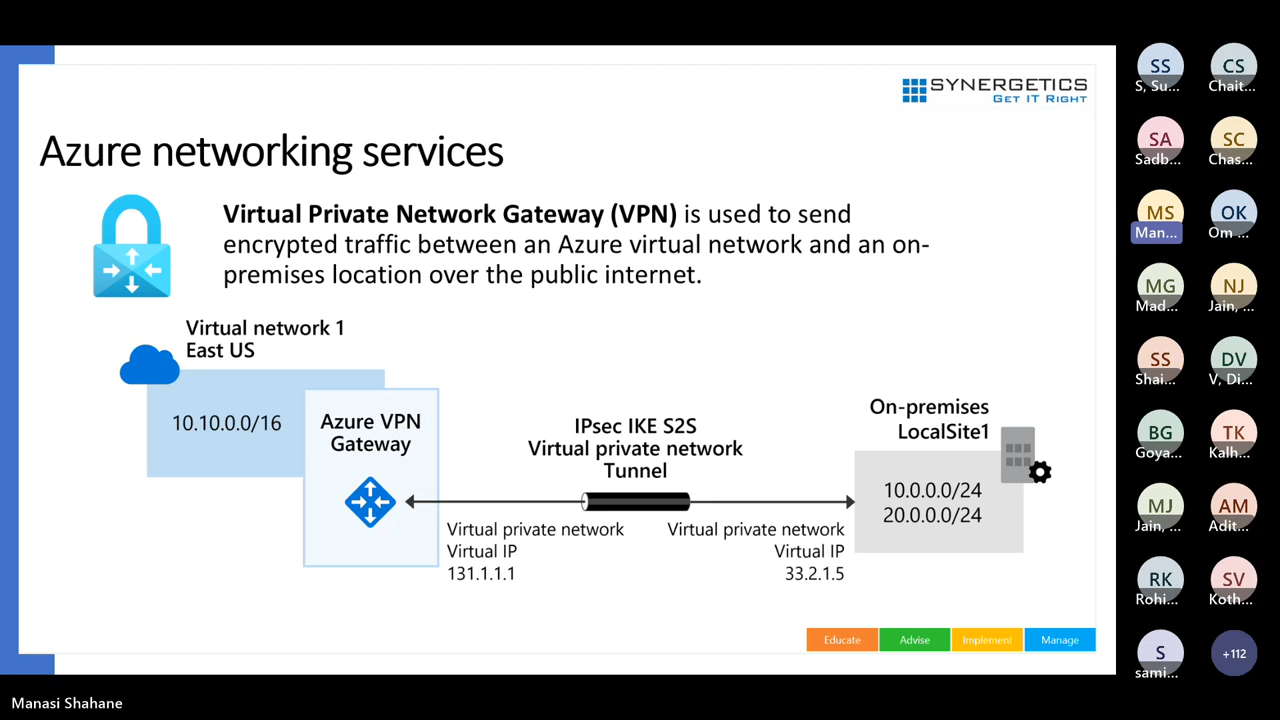 SYNERGETICS
GET IT RIGHT
Azure networking services
Virtual Private Network Gateway (VPN) is used to send
encrypted traffic between an Azure virtual network and an on-
premises location over the public internet.
Virtual network 1
East US
10.10.0.0/16
Azure VPN
Gateway
IPsec IKE S2S
Virtual private network
Tunnel
Virtual private network
Virtual IP
131.1.1.1
Virtual private network
Virtual IP
33.2.1.5
On-premises
LocalSite1
10.0.0.0/24
20.0.0.0/24
Educate
Advise
Implement
Manage
SS
S, Su...
CS
Chait...
SA
Sadb...
SC
Chas...
MS
Man...
OK
Om ...
MG
Mad...
NJ
Jain, ...
SS
Shai...
DV
V, Di...
BG
Goya...
TK
Kalh...
MJ
Jain, ...
AM
Adit...
RK
Rohi...
SV
Koth...
S
sami...
+112
Manasi Shahane